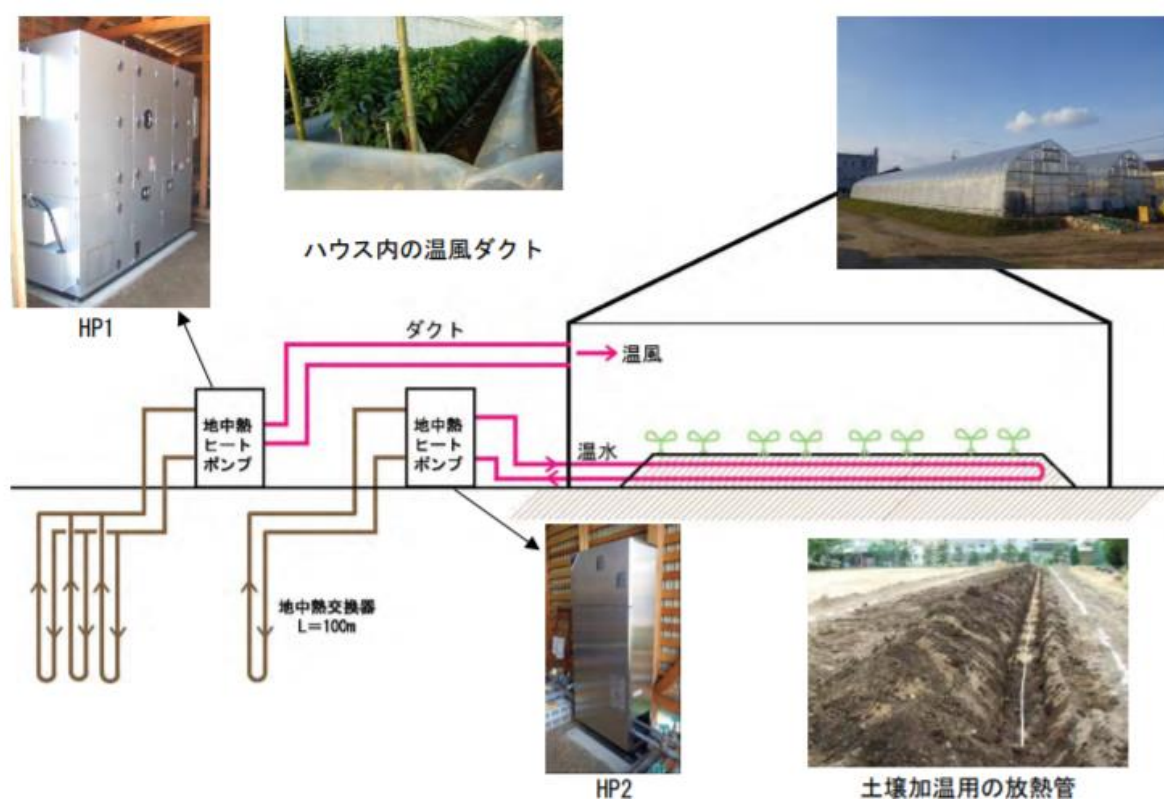 ハウス内の温風ダクト
HP1
ダクト
温風
地中熱
ヒート
ポンプ
地中熱
ヒート
ポンプ
温水
地中熱交換器
L=100m
HP2
土壌加温用の放熱管